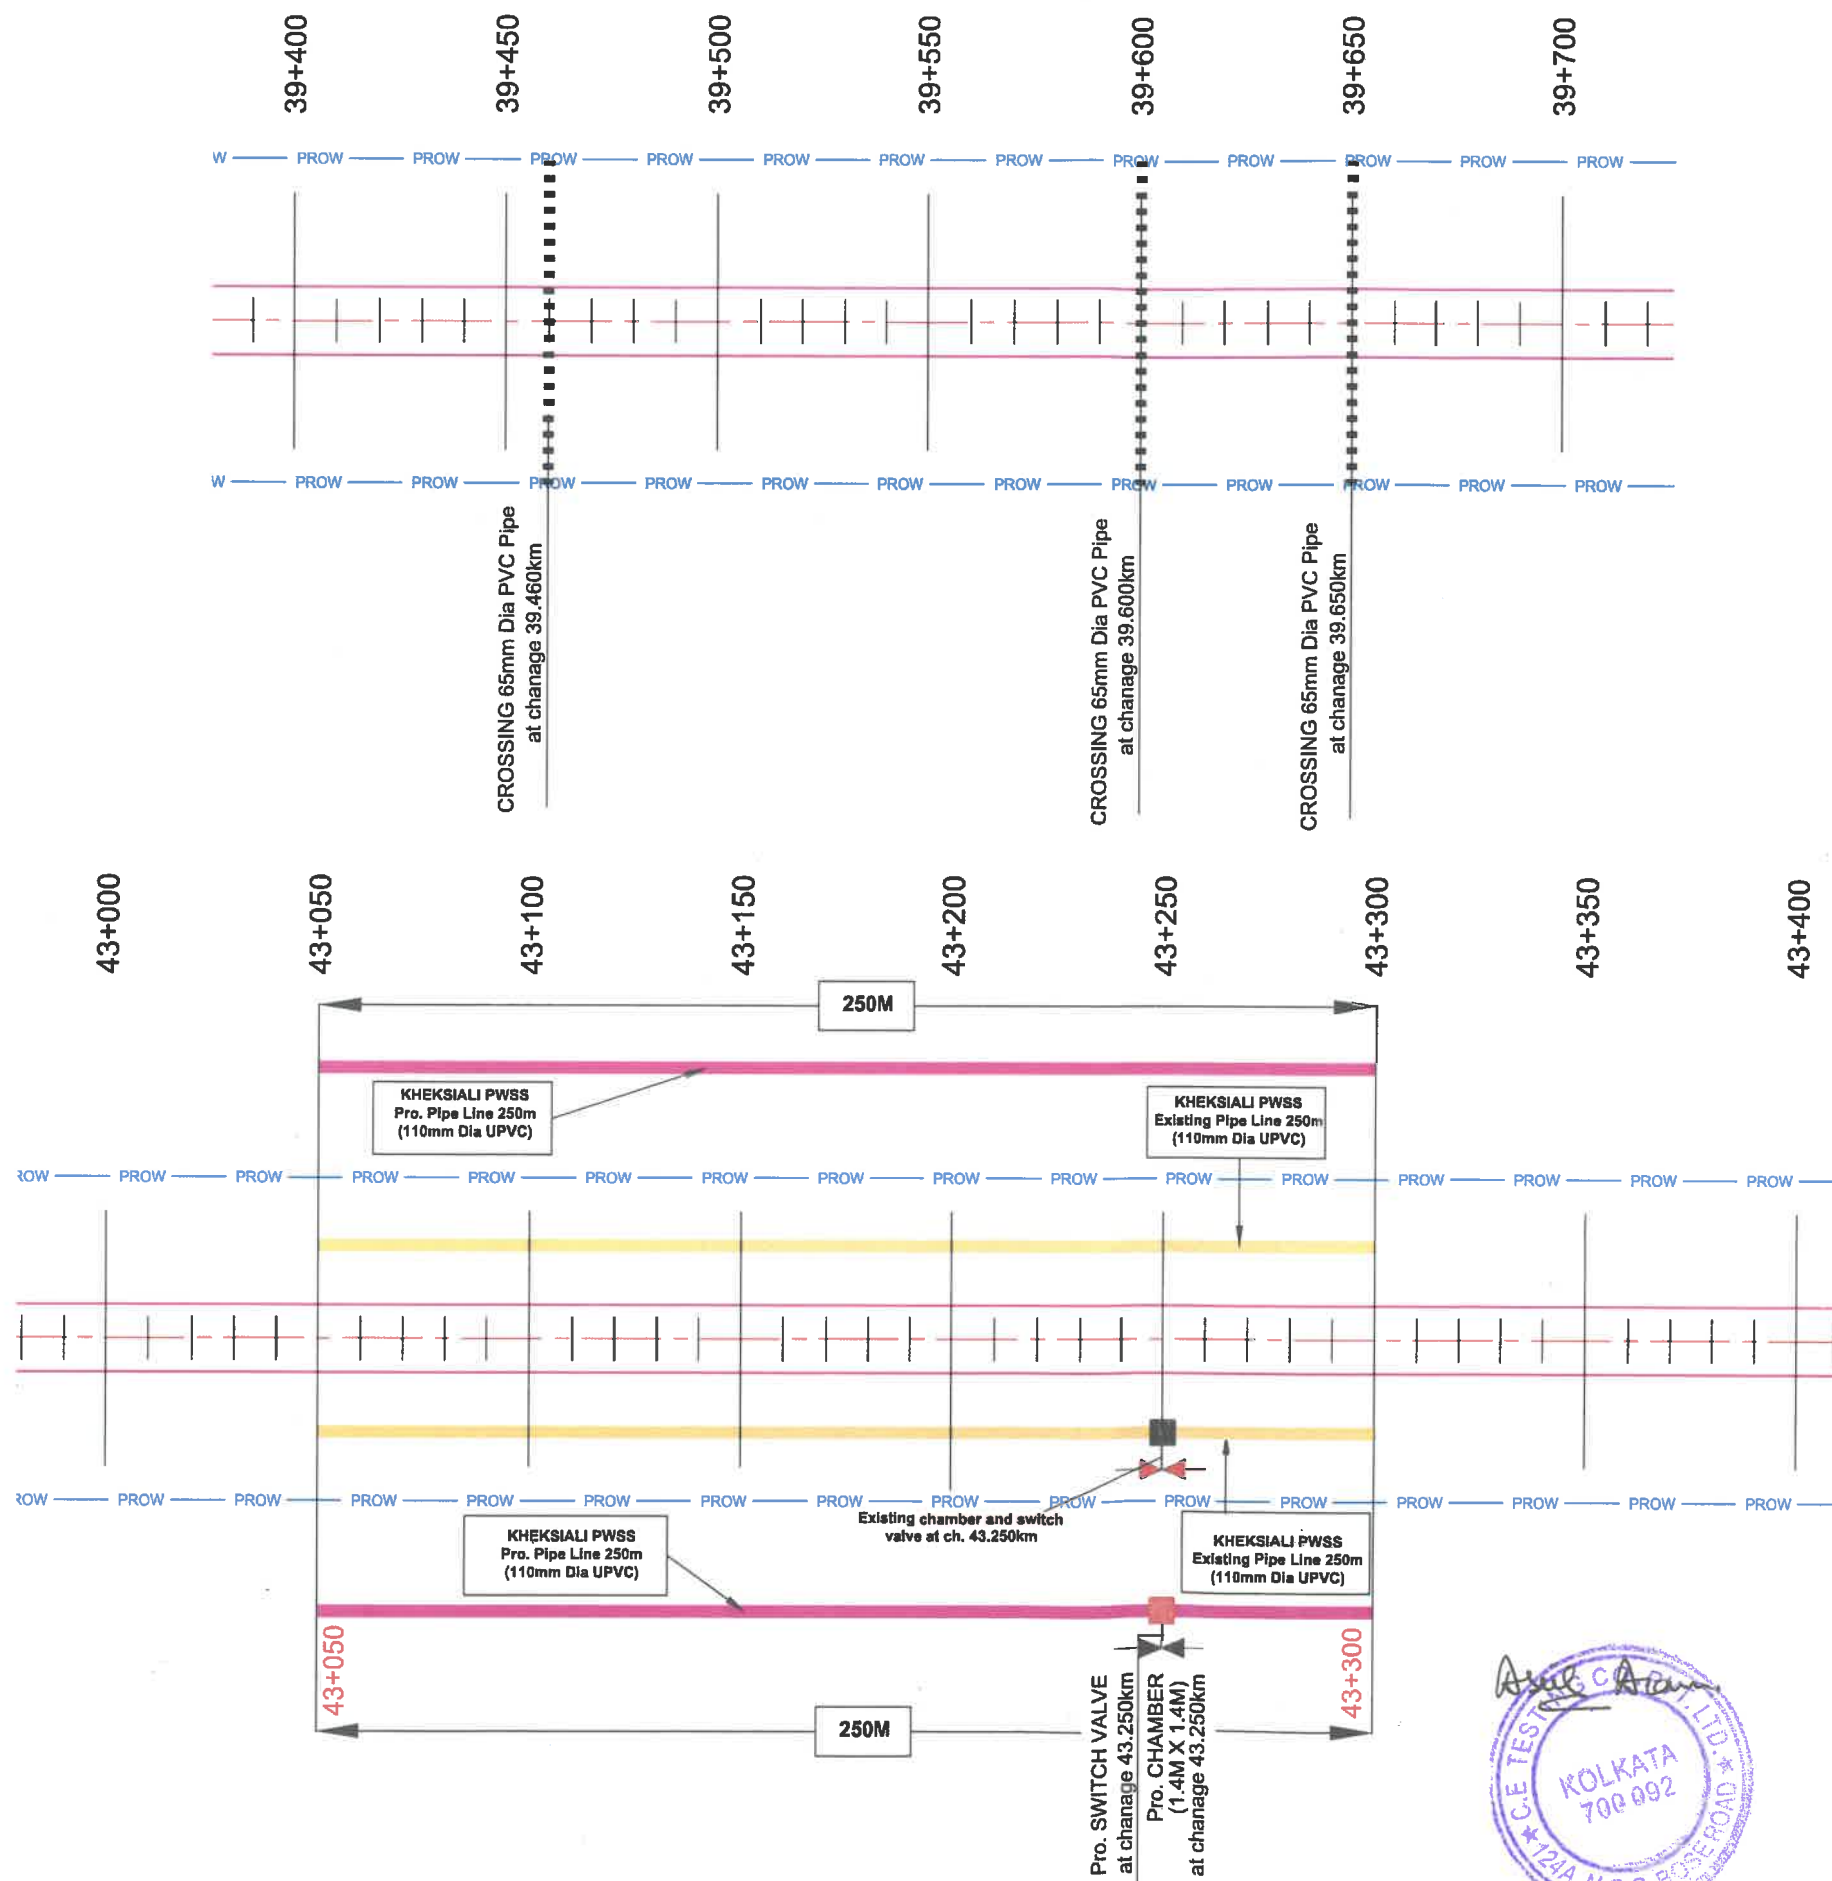 39+400
39+450
39+500
39+550
39+600
39+650
39+700
W PROW PROW PROW PROW PROW PROW PROW PROW PROW PROW PROW PROW
W PROW PROW PROW PROW PROW PROW PROW PROW PROW PROW PROW PROW
CROSSING 65mm Dia PVC Pipe
at chanage 39.460km
CROSSING 65mm Dia PVC Pipe
at chanage 39.600km
CROSSING 65mm Dia PVC Pipe
at chanage 39.650km
43+000
43+050
43+100
43+150
43+200
43+250
43+300
43+350
43+400
250M
KHEKSIALI PWSS
Pro. Pipe Line 250m
(110mm Dia UPVC)
KHEKSIALI PWSS
Existing Pipe Line 250m
(110mm Dia UPVC)
ROW PROW PROW PROW PROW PROW PROW PROW PROW PROW PROW PROW PROW PROW PROW PROW
ROW PROW PROW PROW PROW PROW PROW PROW PROW PROW PROW PROW PROW PROW PROW PROW
Existing chamber and switch
valve at ch. 43.250km
KHEKSIALI PWSS
Pro. Pipe Line 250m
(110mm Dia UPVC)
KHEKSIALI PWSS
Existing Pipe Line 250m
(110mm Dia UPVC)
43+050
43+300
250M
Pro. SWITCH VALVE
at chanage 43.250km
Pro. CHAMBER
(1.4M X 1.4M)
at chanage 43.250km
C.E TESTING CO. PVT. LTD.
KOLKATA
700 092
124A, N.S.C. BOSE ROAD